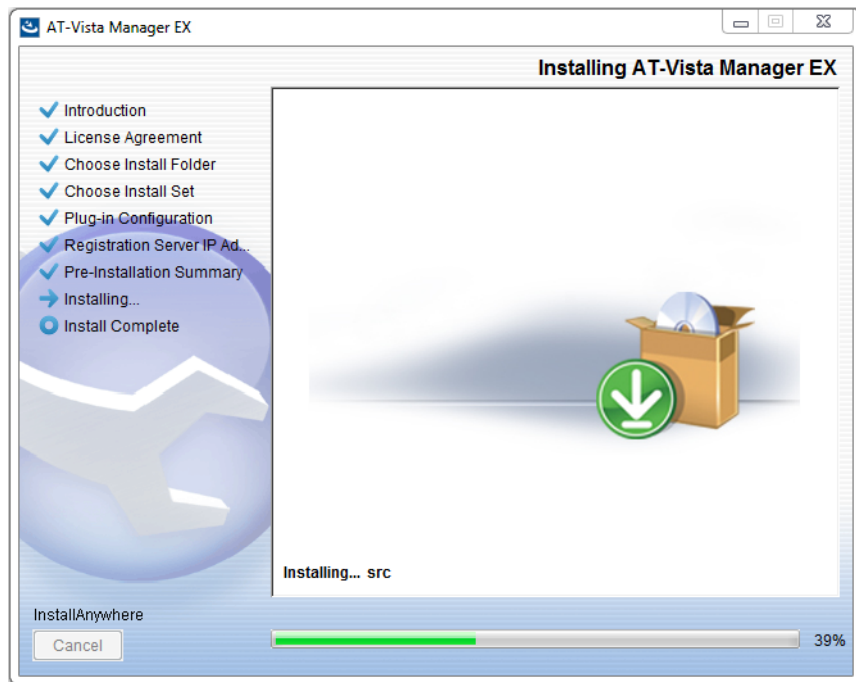 AT-Vista Manager EX
Installing AT-Vista Manager EX
Introduction
License Agreement
Choose Install Folder
Choose Install Set
Plug-in Configuration
Registration Server IP Ad...
Pre-Installation Summary
Installing...
Install Complete
Installing... src
InstallAnywhere
Cancel
39%